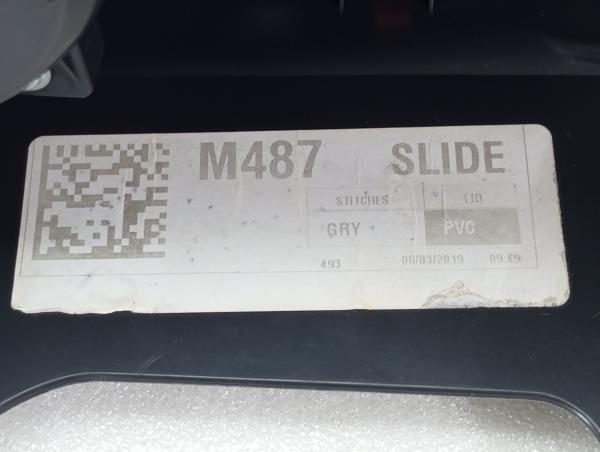 M487 SLIDE
STITCHES LID
GRY PVC
493 08/03/2019 09:49